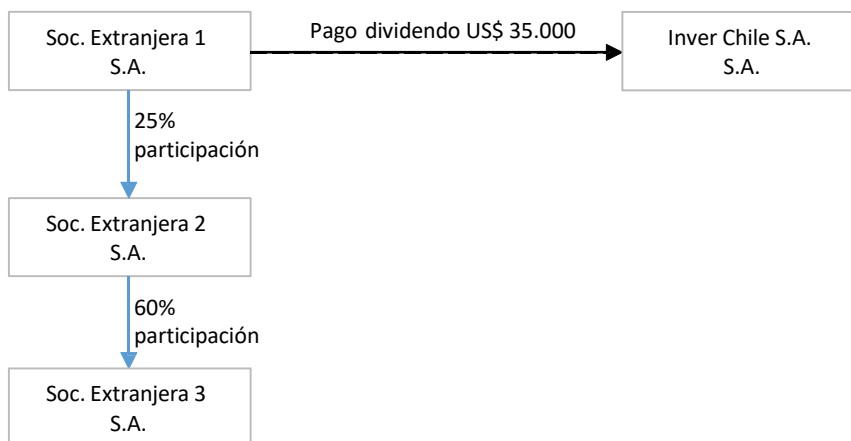 Soc. Extranjera 1
S.A.
Pago dividendo US$ 35.000
Inver Chile S.A.
S.A.
25%
participación
Soc. Extranjera 2
S.A.
60%
participación
Soc. Extranjera 3
S.A.